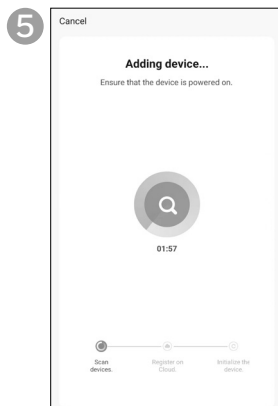 5
Cancel
Adding device...
Ensure that the device is powered on.
01:57
Scan
devices.
Register on
Cloud.
Initialize the
device.